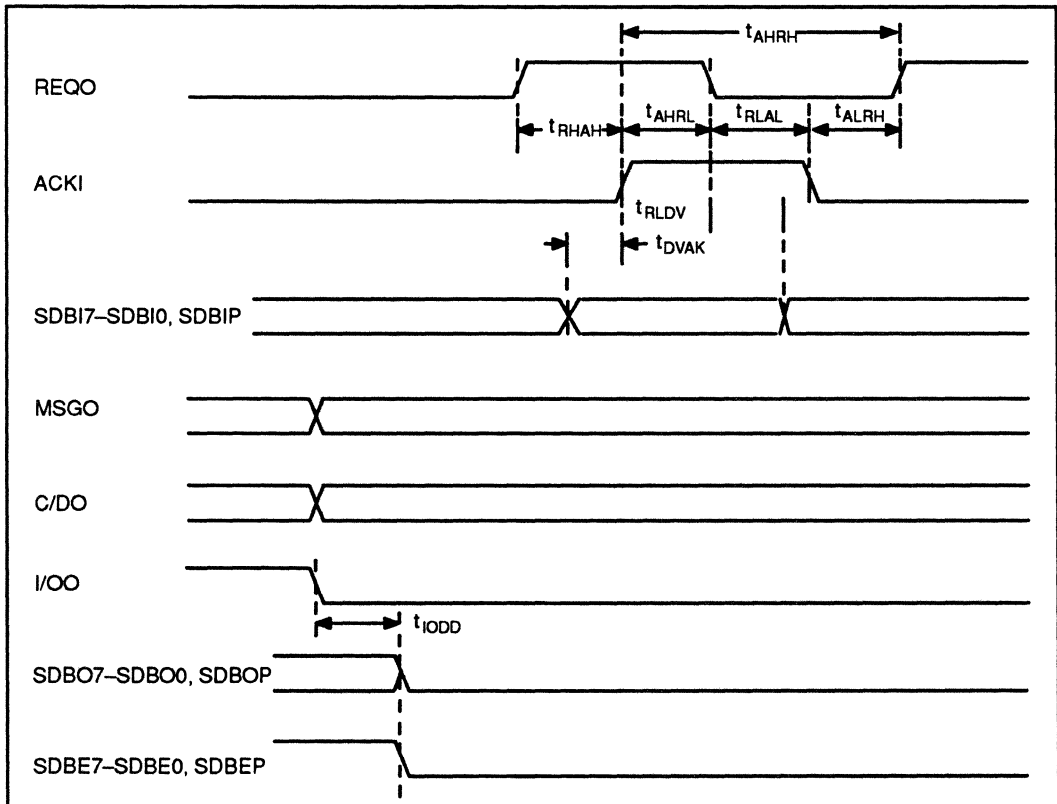 tAHRH
REQO
tRHAH tAHRL tRLAL tALRH
ACKI
tRLDV
tDVAK
SDBI7–SDBI0, SDBIP
MSGO
C/DO
I/OO
tIODD
SDBO7–SDBO0, SDBOP
SDBE7–SDBE0, SDBEP